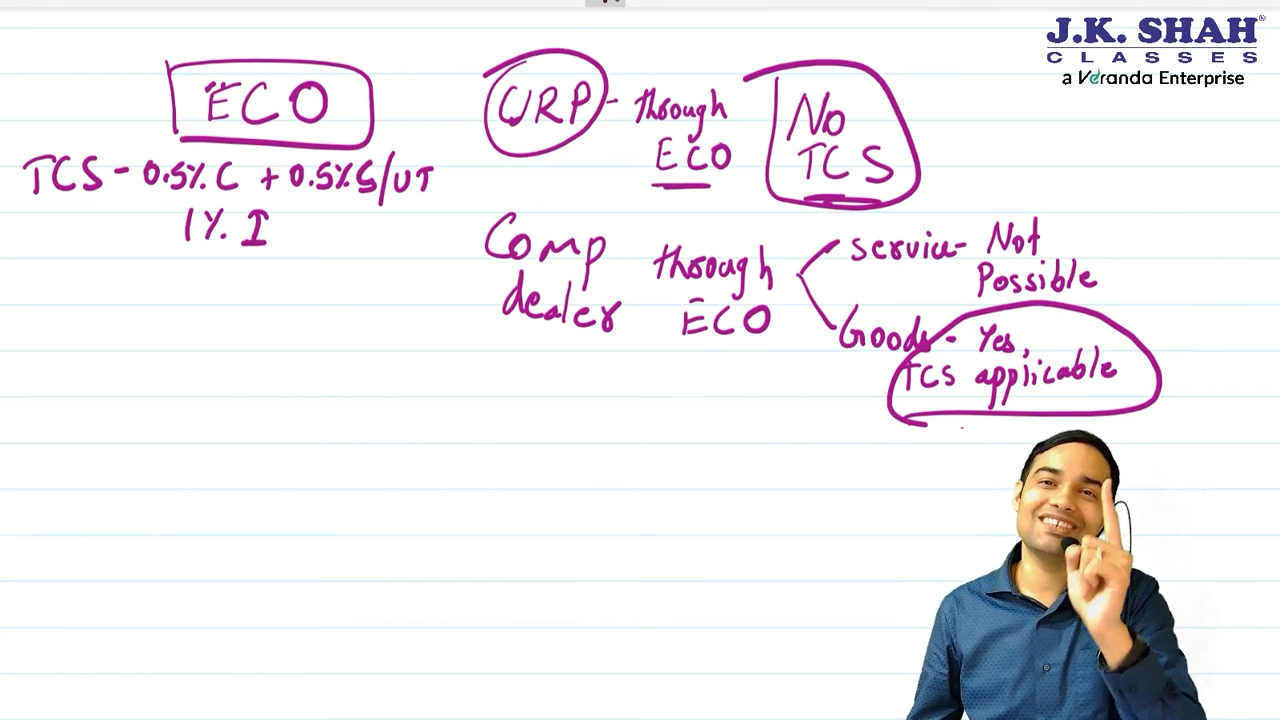 J.K. SHAH®
CLASSES
a Veranda Enterprise
ECO
TCS - 0.5% C + 0.5% S/UT
1% I
URP - through ECO
No TCS
Comp dealer through ECO
Service - Not Possible
Goods - Yes,
TCS applicable